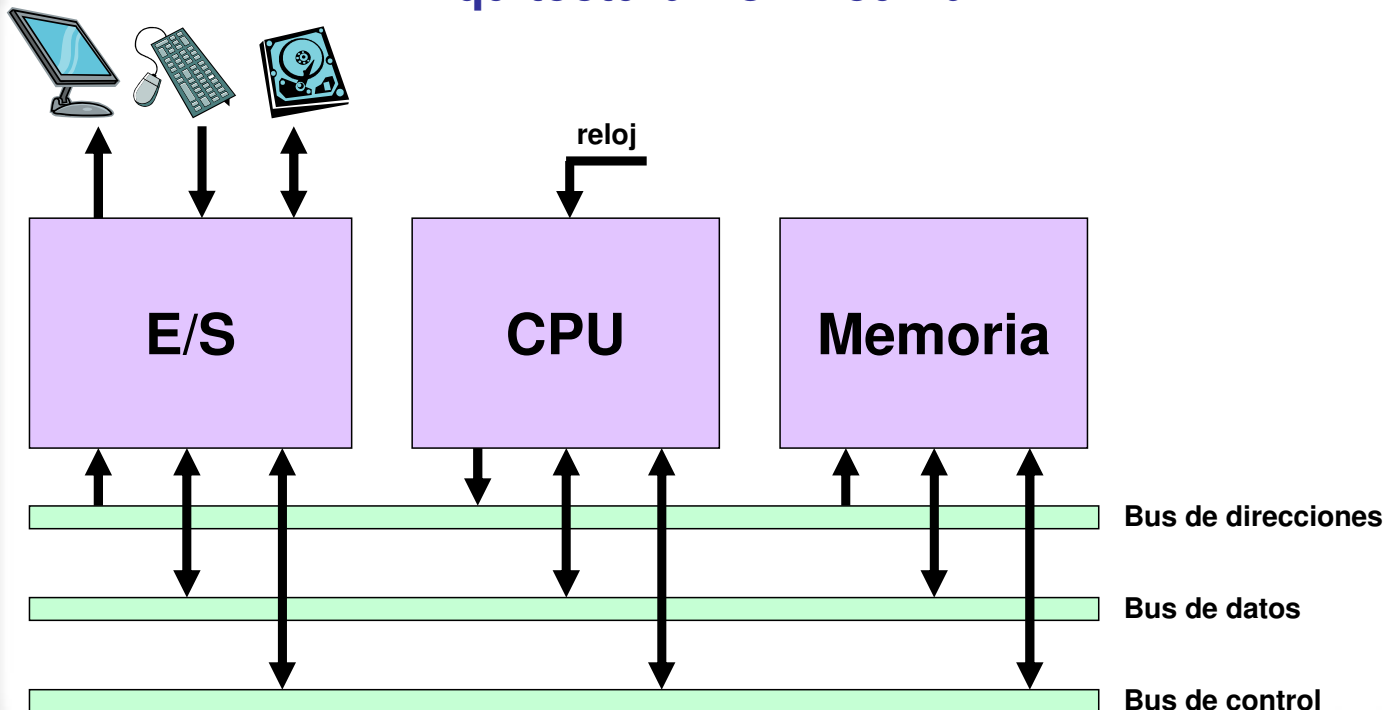 reloj
E/S
CPU
Memoria
Bus de direcciones
Bus de datos
Bus de control